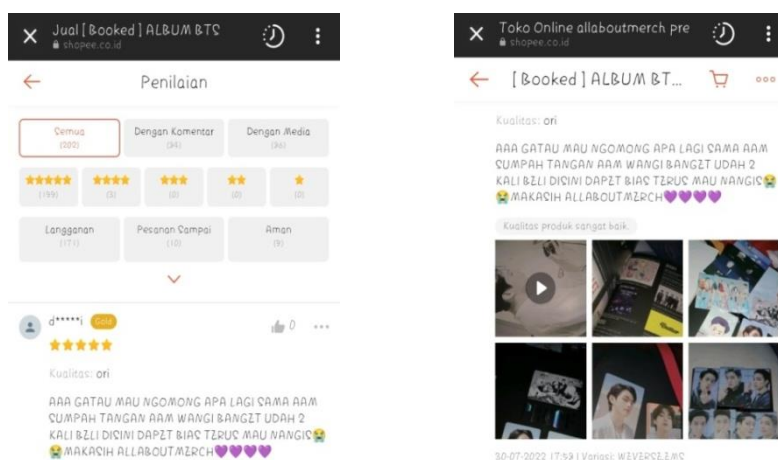 Jual [ Booked ] ALBUM BTS
shopee.co.id
Penilaian
Semua
(202)
Dengan Komentar
Dengan Media
(199)
(3)
(0)
(0)
(0)
Langganan
(171)
Pesanan Sampai
(10)
Aman
(9)
d*****i Gold
0
Kualitas: ori
AAA GATAU MAU NGOMONG APA LAGI SAMA AAM
SUMPAH TANGAN AAM WANGI BANGET UDAH 2
KALI BELI DISINI DAPET BIAS TERUS MAU NANGIS😭
😭MAKASIH ALLABOUTMERCH💜💜💜💜
Toko Online allaboutmerch pre
shopee.co.id
[ Booked ] ALBUM BT...
Kualitas: ori
AAA GATAU MAU NGOMONG APA LAGI SAMA AAM
SUMPAH TANGAN AAM WANGI BANGET UDAH 2
KALI BELI DISINI DAPET BIAS TERUS MAU NANGIS😭
😭MAKASIH ALLABOUTMERCH💜💜💜💜
Kualitas produk sangat baik.
30-07-2022 17:59 | Variasi: WEVERSE,EMS